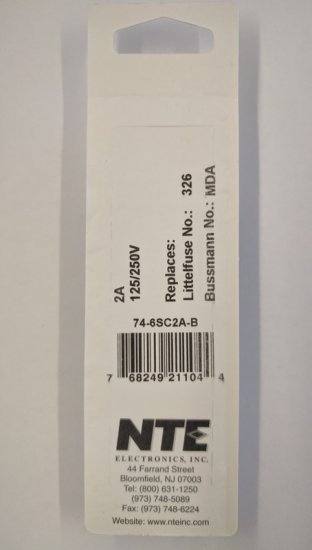 2A
125/250V
Replaces:
Littelfuse No.: 326
Bussmann No.: MDA
74-6SC2A-B
7 68249 21104 4
NTE
ELECTRONICS, INC.
44 Farrand Street
Bloomfield, NJ 07003
Tel: (800) 631-1250
(973) 748-5089
Fax: (973) 748-6224
Website: www.nteinc.com